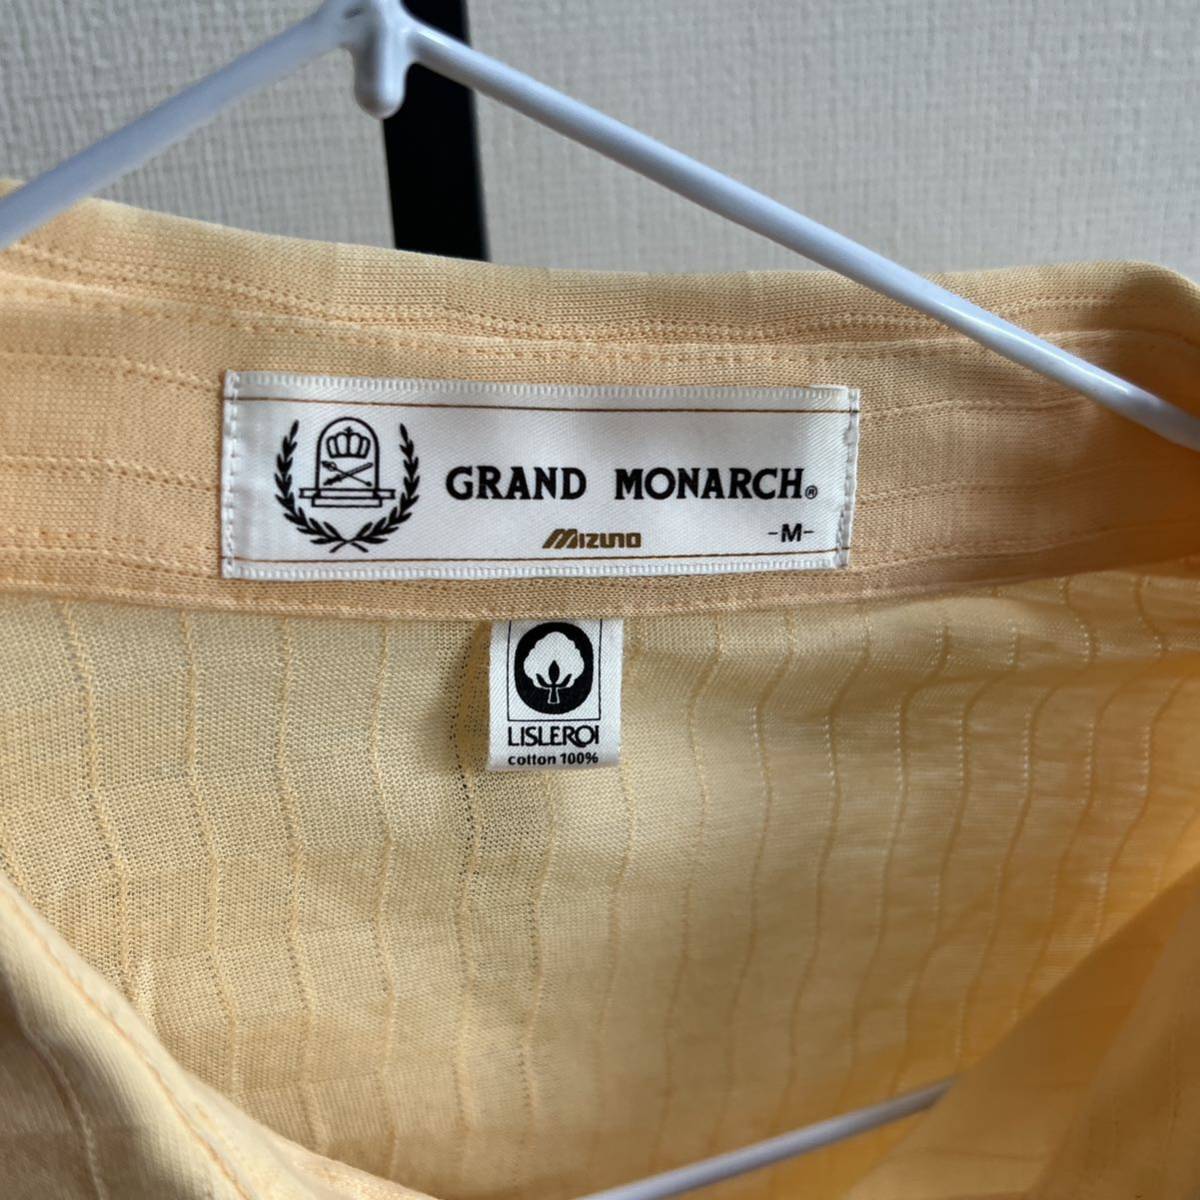 GRAND MONARCH®
MIZUNO
-M-
LISLEROI
cotton 100%